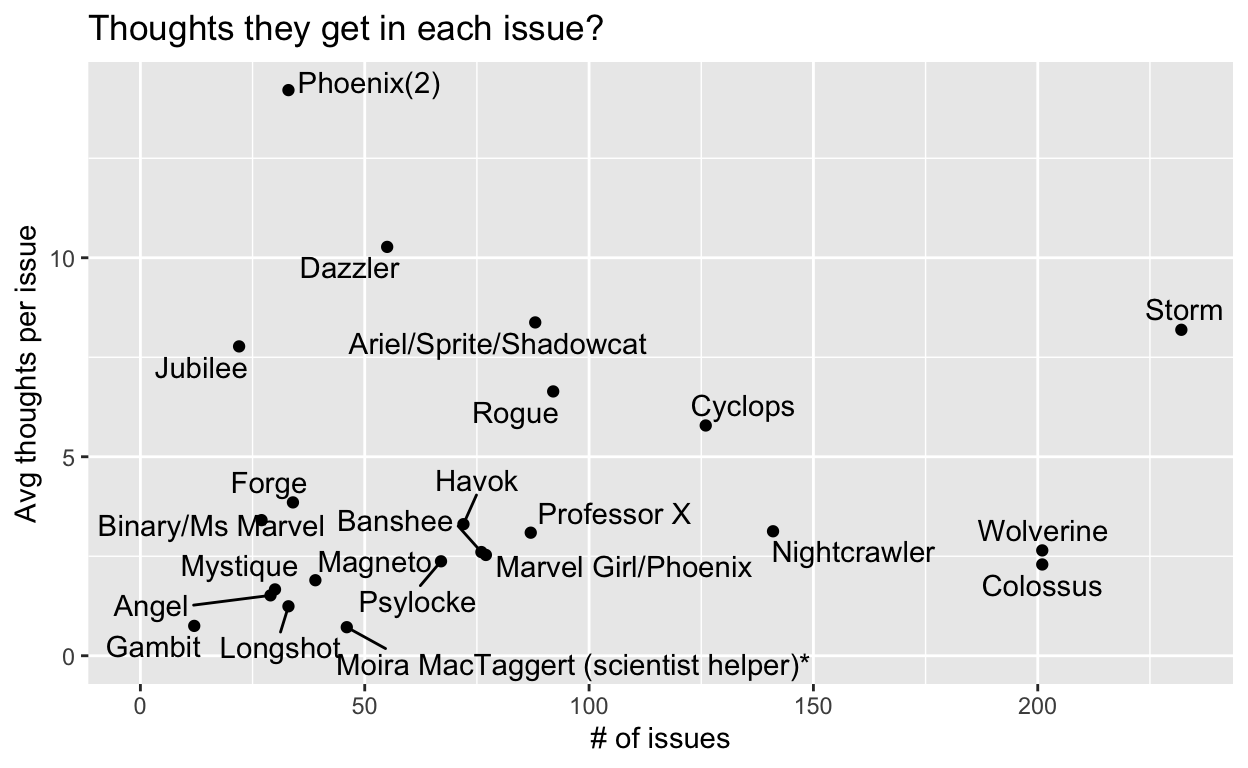 Thoughts they get in each issue?
Phoenix(2)
Avg thoughts per issue
10
Dazzler
Storm
Ariel/Sprite/Shadowcat
Jubilee
Rogue
Cyclops
5
Forge
Havok
Binary/Ms Marvel
Banshee
Professor X
Wolverine
Nightcrawler
Mystique
Magneto
Marvel Girl/Phoenix
Colossus
Angel
Psylocke
Gambit
Longshot
Moira MacTaggert (scientist helper)*
0
0
50
100
150
200
# of issues